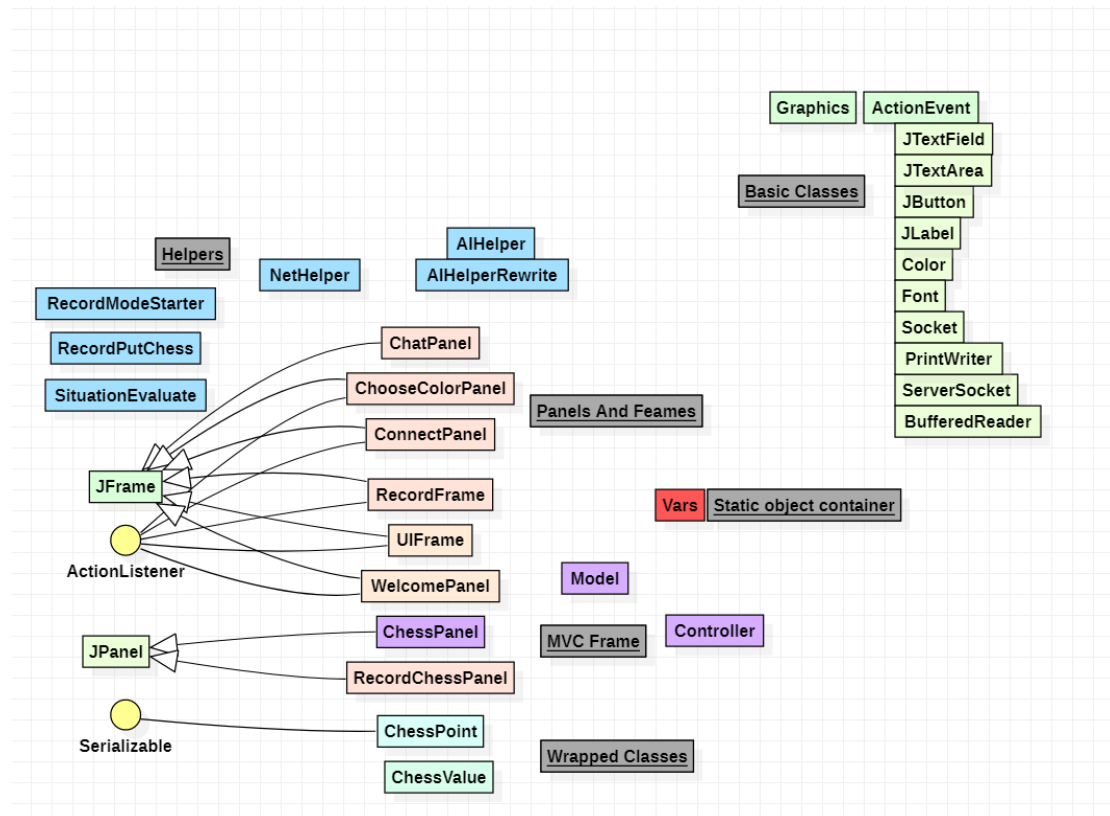 Graphics
ActionEvent
JTextField
JTextArea
Basic Classes
JButton
JLabel
Color
Font
Socket
PrintWriter
ServerSocket
BufferedReader
Helpers
NetHelper
AIHelper
AIHelperRewrite
RecordModeStarter
RecordPutChess
SituationEvaluate
ChatPanel
ChooseColorPanel
Panels And Feames
ConnectPanel
JFrame
RecordFrame
Vars
Static object container
UIFrame
ActionListener
WelcomePanel
Model
ChessPanel
Controller
MVC Frame
JPanel
RecordChessPanel
Serializable
ChessPoint
Wrapped Classes
ChessValue